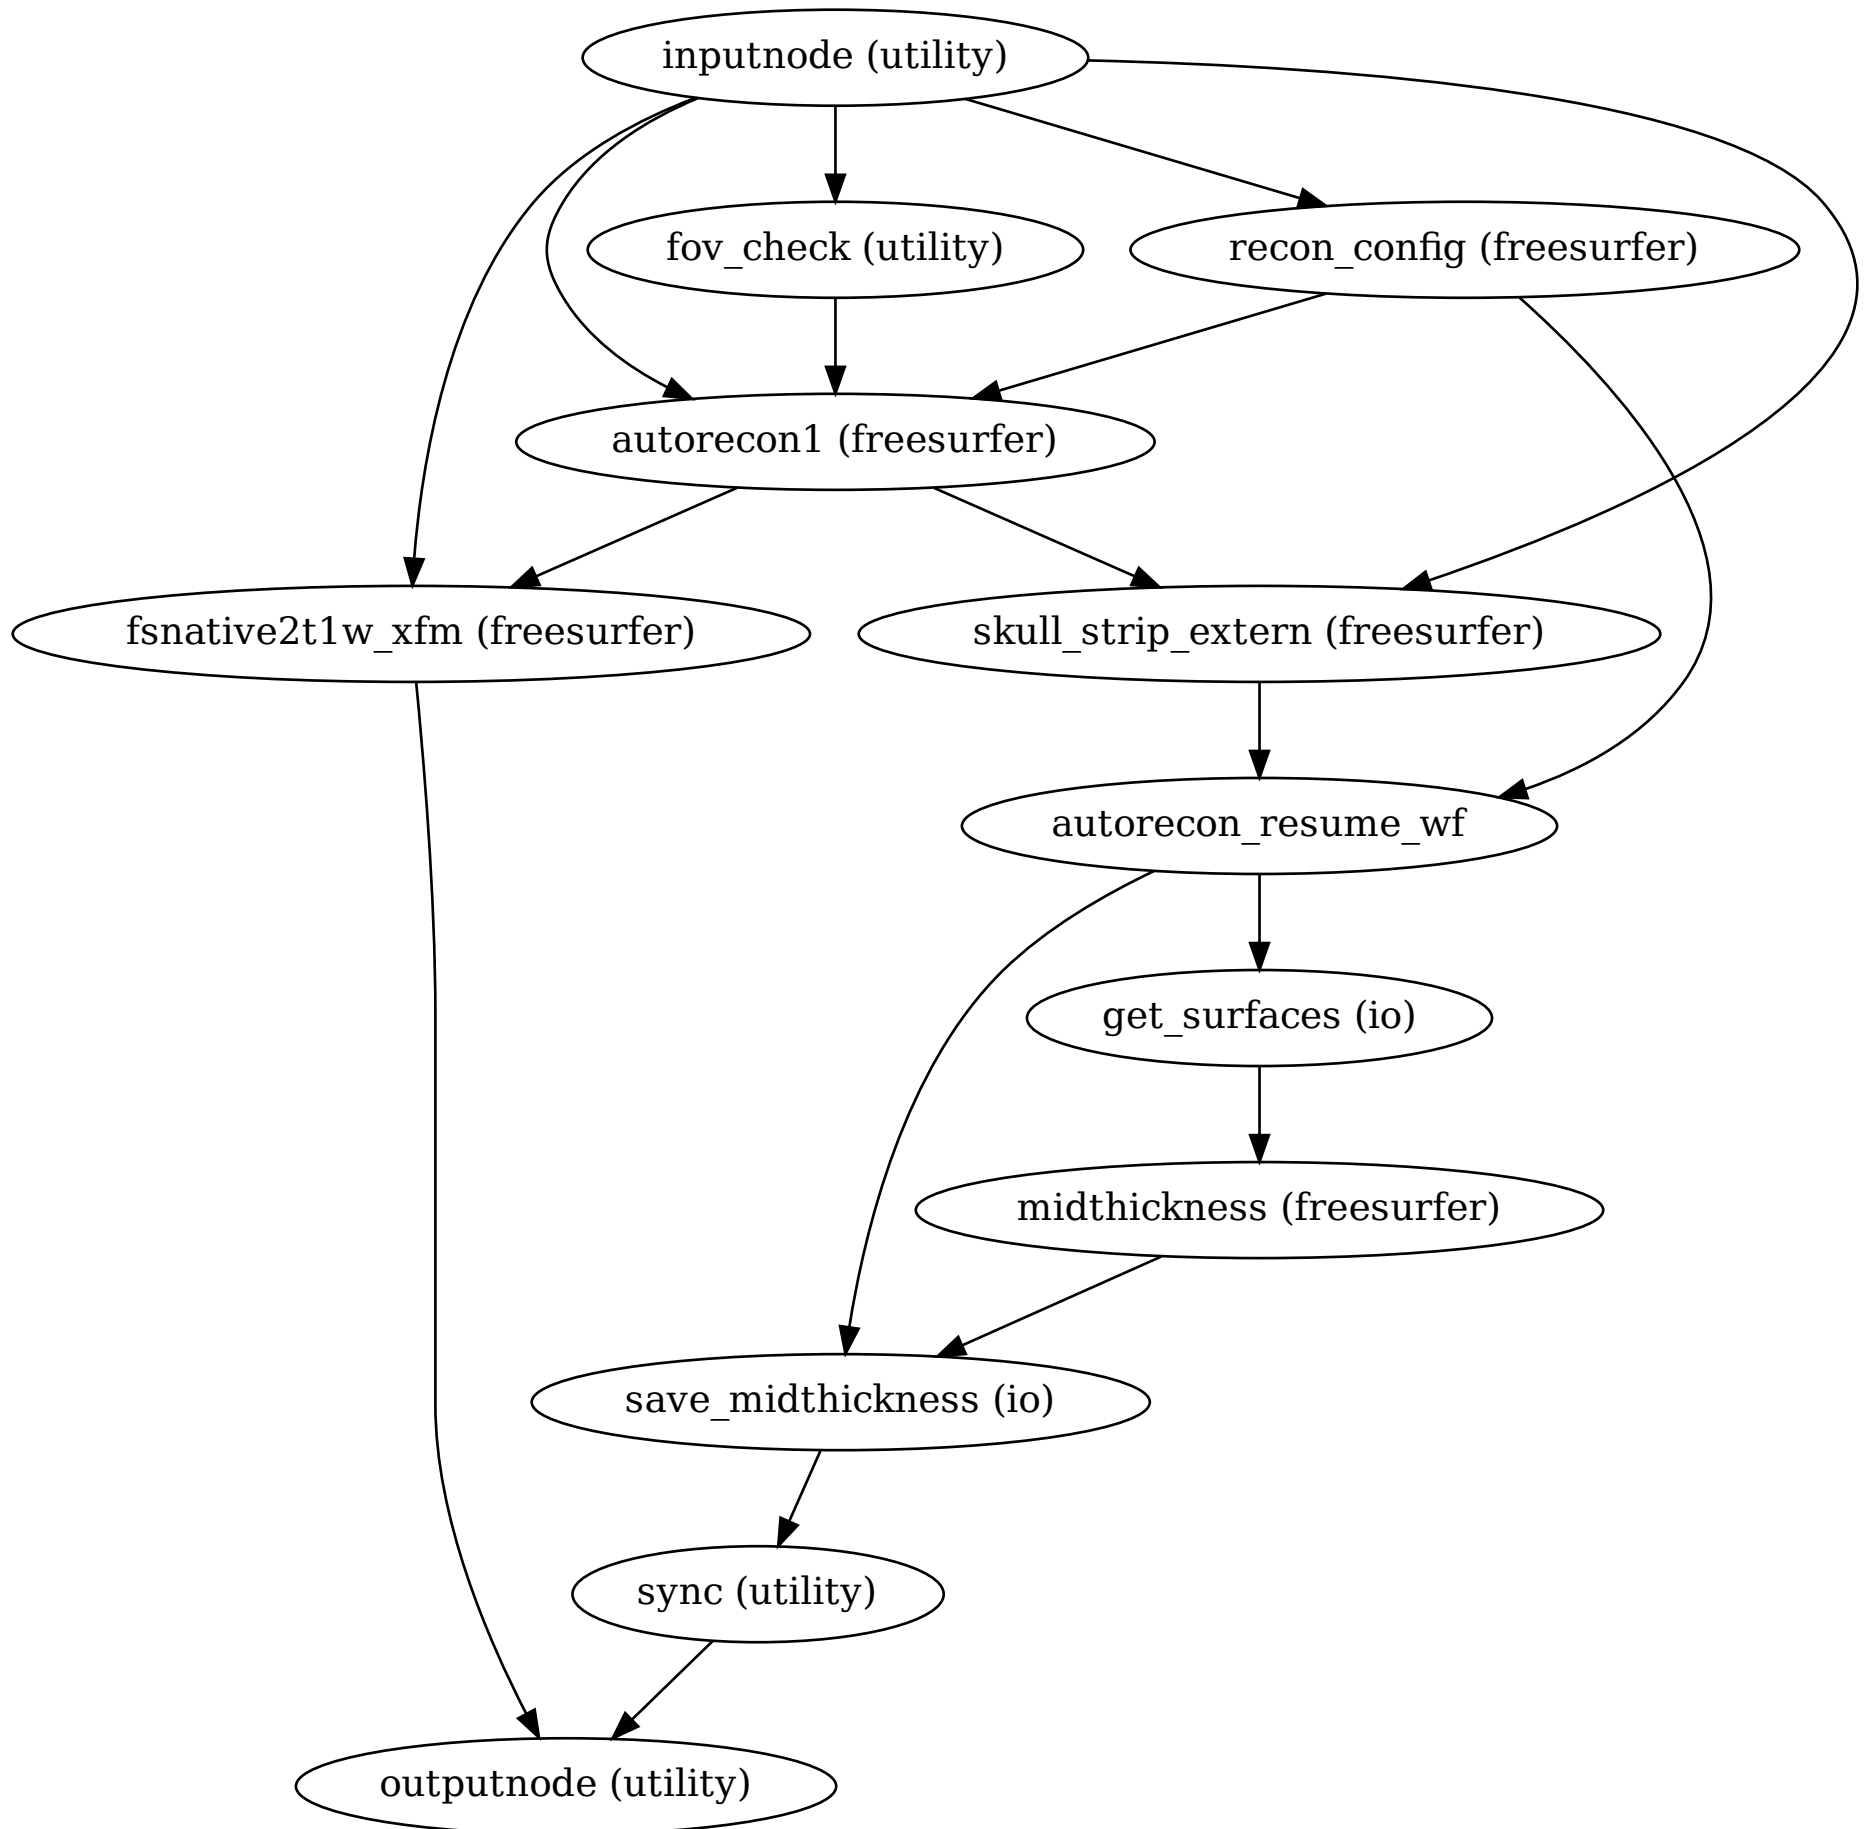 inputnode (utility)
fov_check (utility)
recon_config (freesurfer)
autorecon1 (freesurfer)
fsnative2t1w_xfm (freesurfer)
skull_strip_extern (freesurfer)
autorecon_resume_wf
get_surfaces (io)
midthickness (freesurfer)
save_midthickness (io)
sync (utility)
outputnode (utility)